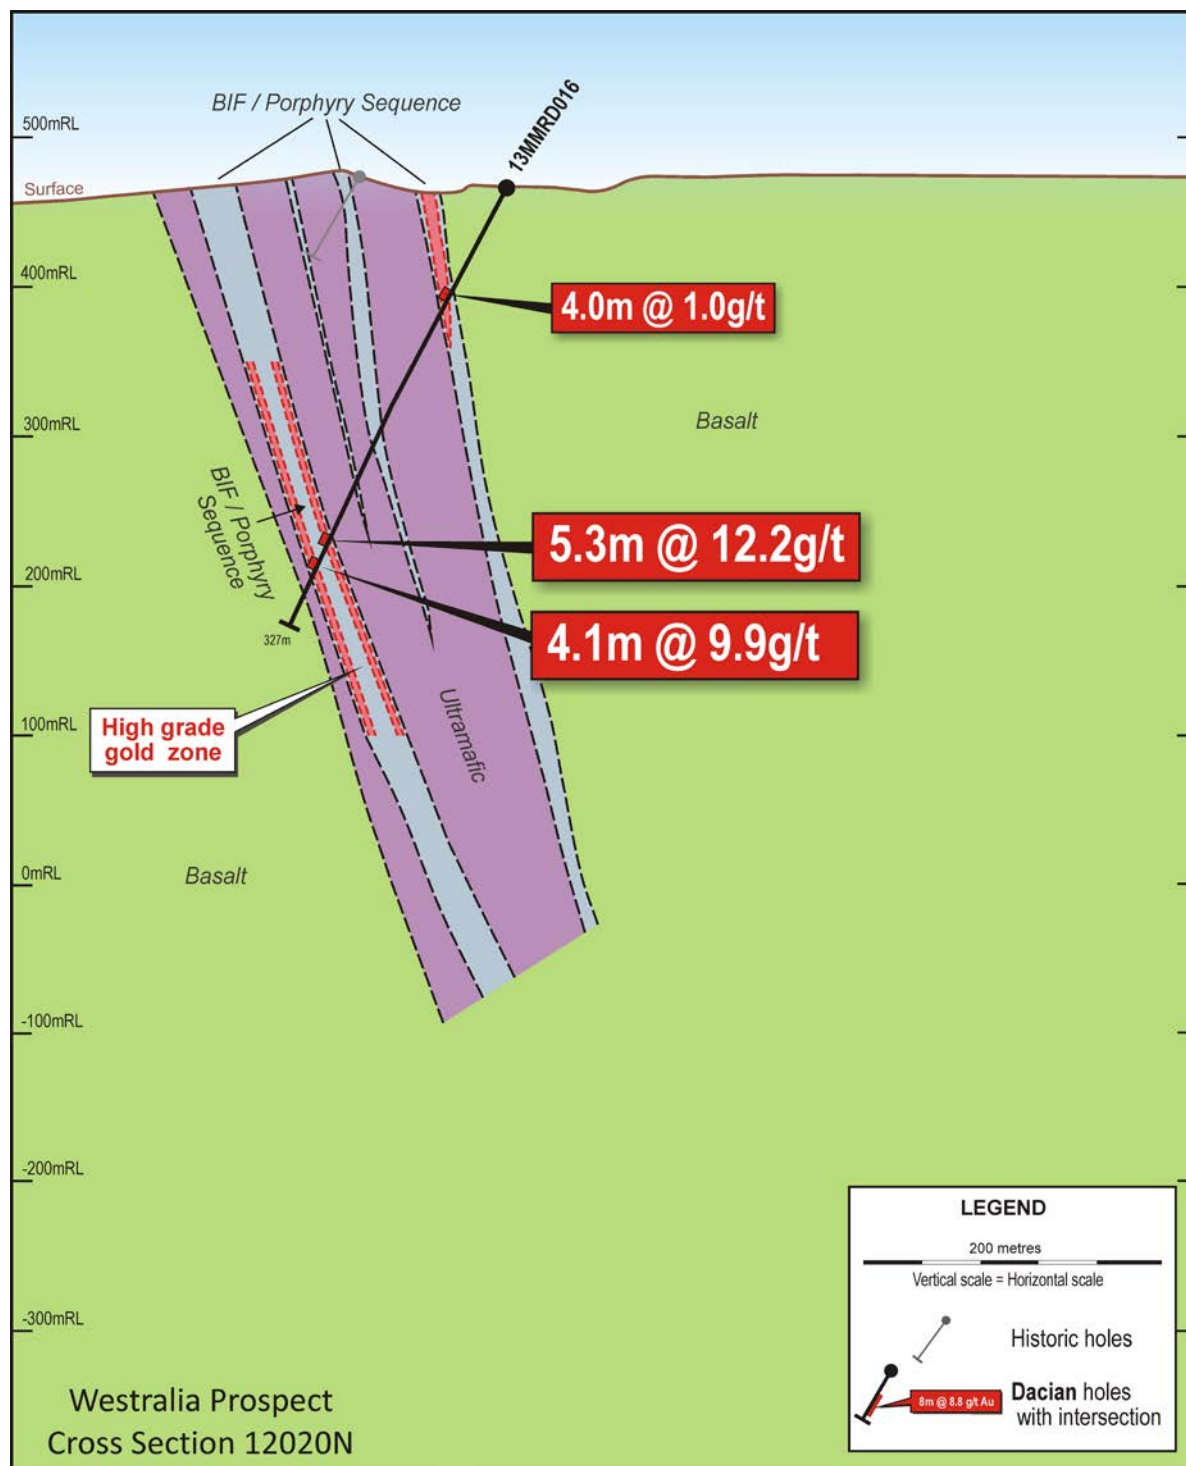 BIF / Porphyry Sequence
13MMRD016
500mRL
Surface
400mRL
4.0m @ 1.0g/t
300mRL
Basalt
BIF / Porphyry
Sequence
5.3m @ 12.2g/t
200mRL
4.1m @ 9.9g/t
327m
Ultramafic
High grade
gold zone
100mRL
0mRL
Basalt
-100mRL
-200mRL
-300mRL
LEGEND
200 metres
Vertical scale = Horizontal scale
Historic holes
8m @ 8.8 g/t Au
Dacian holes
with intersection
Westralia Prospect
Cross Section 12020N